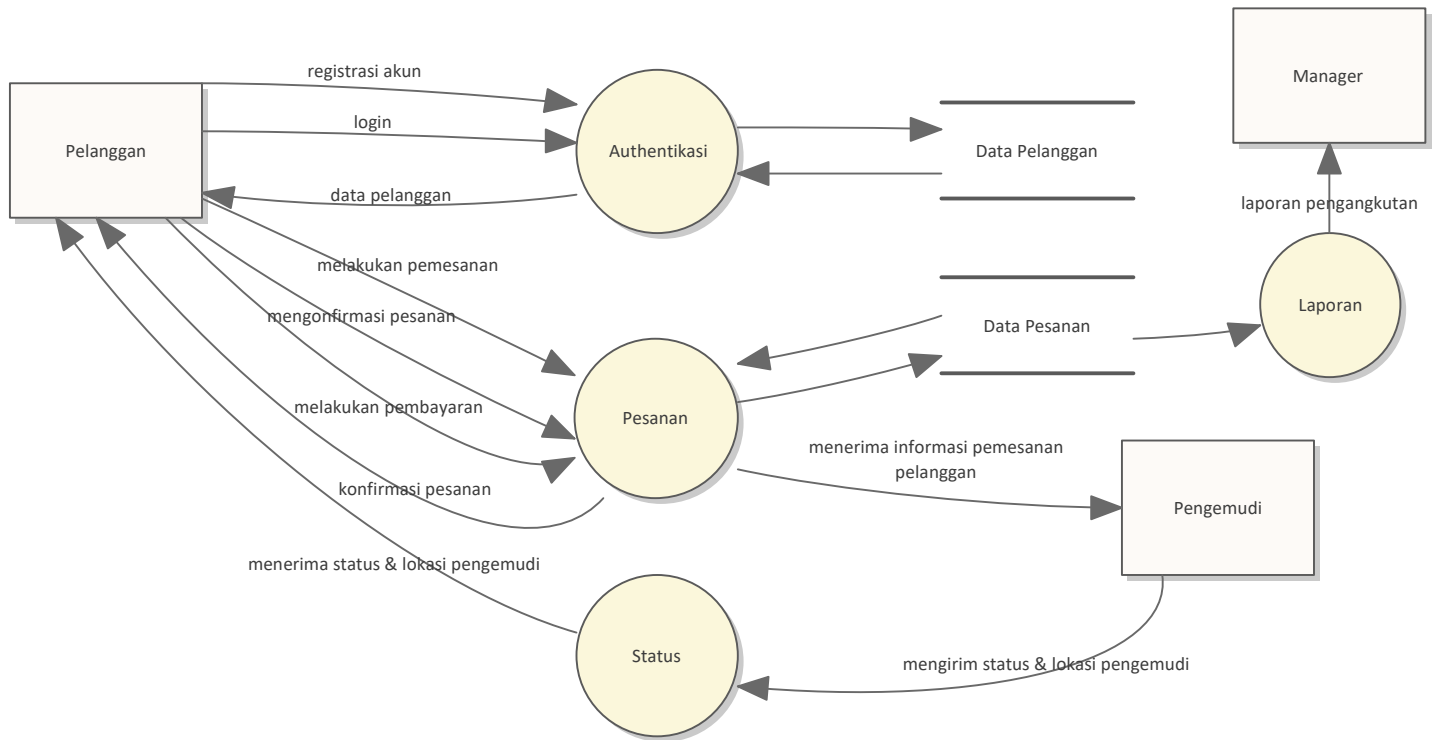 Manager
registrasi akun
login
Pelanggan
Authentikasi
Data Pelanggan
data pelanggan
laporan pengangkutan
melakukan pemesanan
mengonfirmasi pesanan
Data Pesanan
Laporan
melakukan pembayaran
Pesanan
menerima informasi pemesanan
pelanggan
konfirmasi pesanan
Pengemudi
menerima status & lokasi pengemudi
Status
mengirim status & lokasi pengemudi